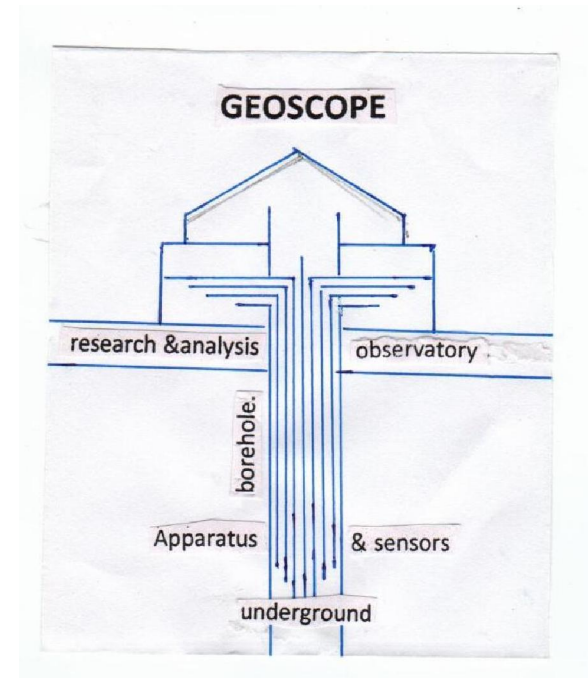 GEOSCOPE
research &analysis
observatory
borehole.
Apparatus
& sensors
underground